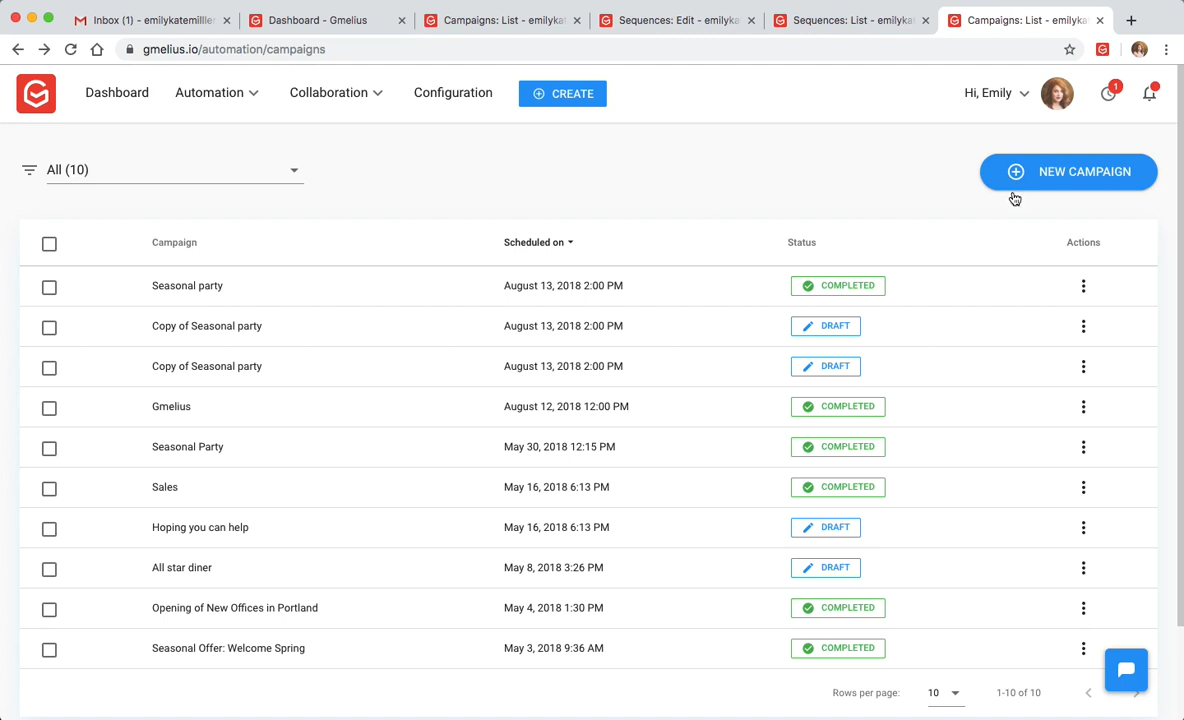 Inbox (1) - emilykatemilller
Dashboard - Gmelius
Campaigns: List - emilykat
Sequences: Edit - emilyka
Sequences: List - emilykat
Campaigns: List - emilykat
gmelius.io/automation/campaigns
Dashboard
Automation
Collaboration
Configuration
CREATE
Hi, Emily
1
All (10)
NEW CAMPAIGN
Campaign
Scheduled on
Status
Actions
Seasonal party
August 13, 2018 2:00 PM
COMPLETED
Copy of Seasonal party
August 13, 2018 2:00 PM
DRAFT
Copy of Seasonal party
August 13, 2018 2:00 PM
DRAFT
Gmelius
August 12, 2018 12:00 PM
COMPLETED
Seasonal Party
May 30, 2018 12:15 PM
COMPLETED
Sales
May 16, 2018 6:13 PM
COMPLETED
Hoping you can help
May 16, 2018 6:13 PM
DRAFT
All star diner
May 8, 2018 3:26 PM
DRAFT
Opening of New Offices in Portland
May 4, 2018 1:30 PM
COMPLETED
Seasonal Offer: Welcome Spring
May 3, 2018 9:36 AM
COMPLETED
Rows per page:
10
1-10 of 10